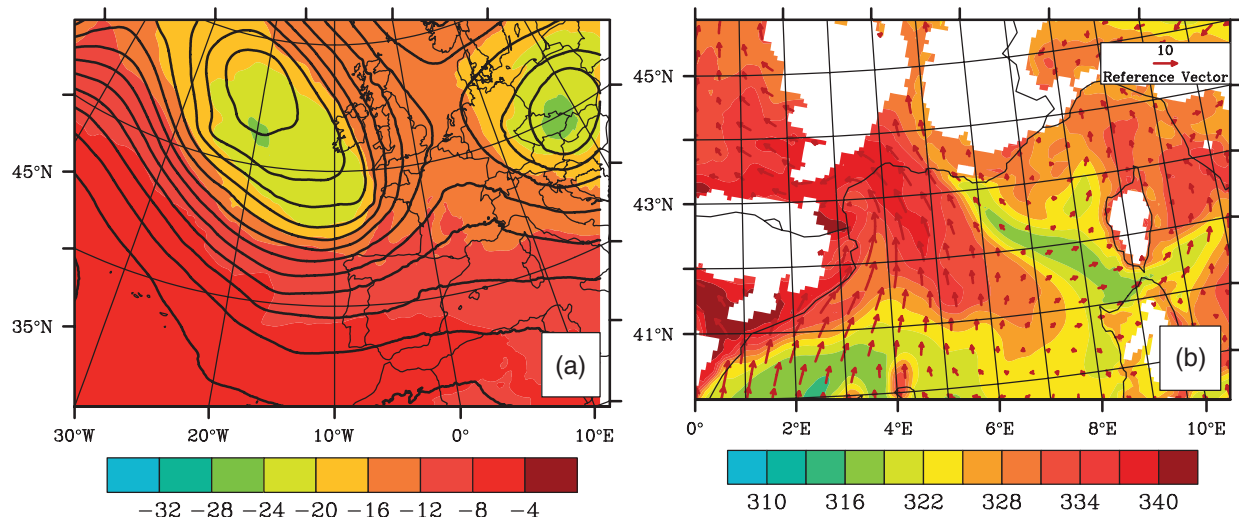 45°N
35°N
30°W 20°W 10°W 0° 10°E
(a)
−32 −28 −24 −20 −16 −12 −8 −4
10
Reference Vector
45°N
43°N
41°N
0° 2°E 4°E 6°E 8°E 10°E
(b)
310 316 322 328 334 340